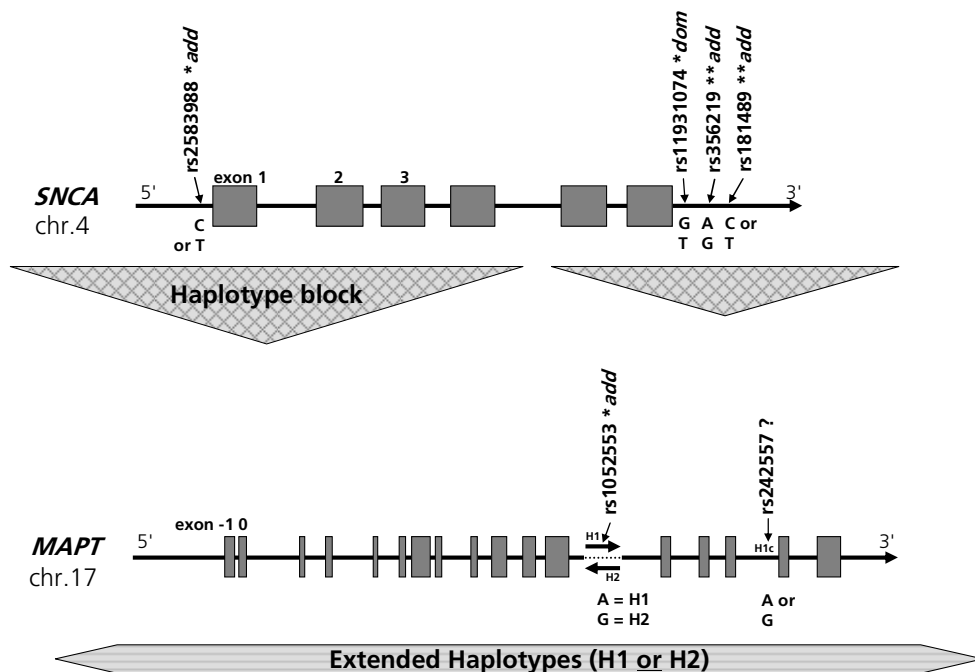 rs2583988 *add
rs11931074 *dom
rs356219 **add
rs181489 **add
5'
exon 1
2
3
3'
SNCA
chr.4
C
or T
G
T
A
G
C or
T
Haplotype block
rs1052553 *add
rs242557 ?
exon -1 0
5'
H1
H1c
3'
MAPT
chr.17
H2
A = H1
G = H2
A or
G
Extended Haplotypes (H1 or H2)